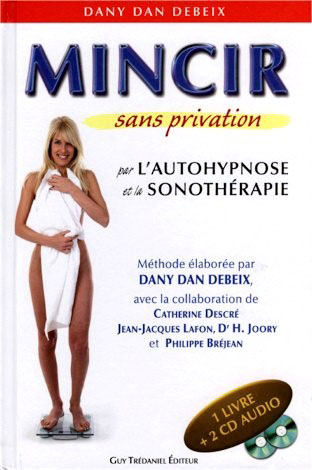 DANY DAN DEBEIX
MINCIR
sans privation
par L'AUTOHYPNOSE
et la SONOTHÉRAPIE
Méthode élaborée par
DANY DAN DEBEIX,
avec la collaboration de
CATHERINE DESCRÉ
JEAN-JACQUES LAFON, Dr H. JOORY
et PHILIPPE BRÉJEAN
1 LIVRE
+ 2 CD AUDIO
GUY TRÉDANIEL ÉDITEUR